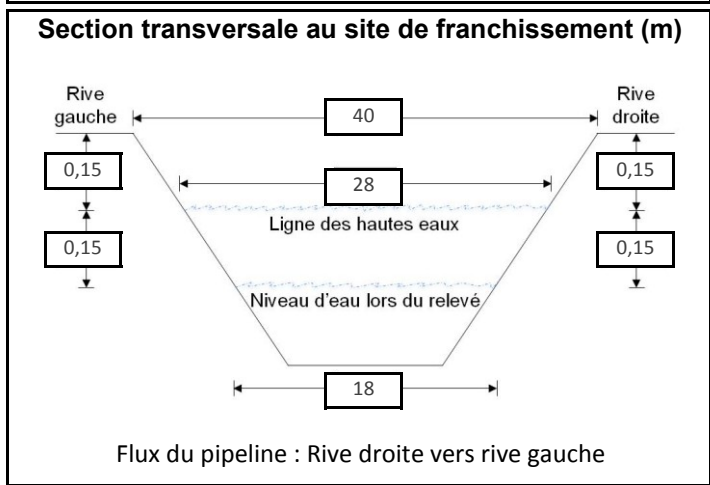 Section transversale au site de franchissement (m)
Rive gauche
40
Rive droite
0,15
28
0,15
Ligne des hautes eaux
0,15
0,15
Niveau d'eau lors du relevé
18
Flux du pipeline : Rive droite vers rive gauche